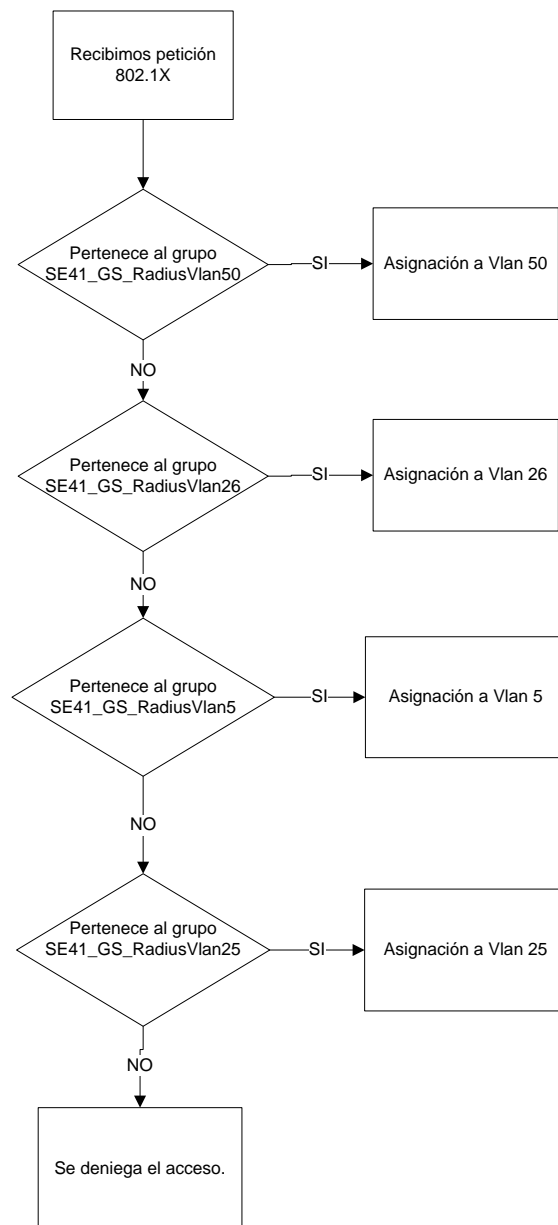 Recibimos petición
802.1X
Pertenece al grupo
SE41_GS_RadiusVlan50
SI
Asignación a Vlan 50
NO
Pertenece al grupo
SE41_GS_RadiusVlan26
SI
Asignación a Vlan 26
NO
Pertenece al grupo
SE41_GS_RadiusVlan5
SI
Asignación a Vlan 5
NO
Pertenece al grupo
SE41_GS_RadiusVlan25
SI
Asignación a Vlan 25
NO
Se deniega el acceso.